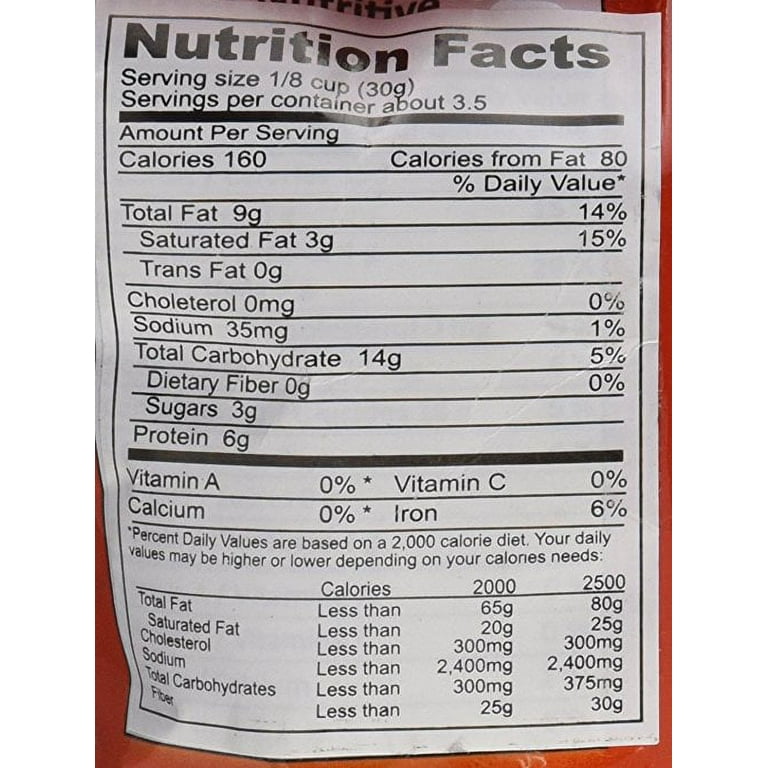 Nutrition Facts
Serving size 1/8 cup (30g)
Servings per container about 3.5
Amount Per Serving
Calories 160 Calories from Fat 80
% Daily Value*
Total Fat 9g 14%
Saturated Fat 3g 15%
Trans Fat 0g
Choleterol 0mg 0%
Sodium 35mg 1%
Total Carbohydrate 14g 5%
Dietary Fiber 0g 0%
Sugars 3g
Protein 6g
Vitamin A 0% * Vitamin C 0%
Calcium 0% * Iron 6%
*Percent Daily Values are based on a 2,000 calorie diet. Your daily
values may be higher or lower depending on your calories needs:
Calories 2000 2500
Total Fat Less than 65g 80g
Saturated Fat Less than 20g 25g
Cholesterol Less than 300mg 300mg
Sodium Less than 2,400mg 2,400mg
Total Carbohydrates Less than 300mg 375mg
Fiber Less than 25g 30g